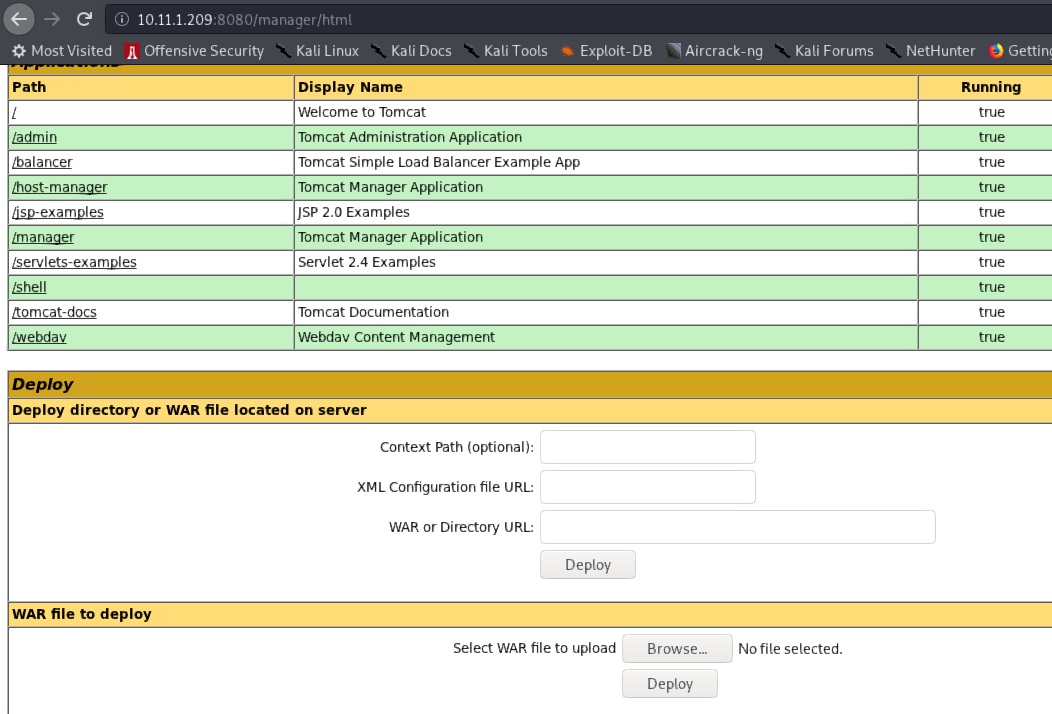 10.11.1.209:8080/manager/html
Most Visited Offensive Security Kali Linux Kali Docs Kali Tools Exploit-DB Aircrack-ng Kali Forums NetHunter Getting
Applications
Path Display Name Running
/ Welcome to Tomcat true
/admin Tomcat Administration Application true
/balancer Tomcat Simple Load Balancer Example App true
/host-manager Tomcat Manager Application true
/jsp-examples JSP 2.0 Examples true
/manager Tomcat Manager Application true
/servlets-examples Servlet 2.4 Examples true
/shell true
/tomcat-docs Tomcat Documentation true
/webdav Webdav Content Management true
Deploy
Deploy directory or WAR file located on server
Context Path (optional):
XML Configuration file URL:
WAR or Directory URL:
Deploy
WAR file to deploy
Select WAR file to upload Browse... No file selected.
Deploy